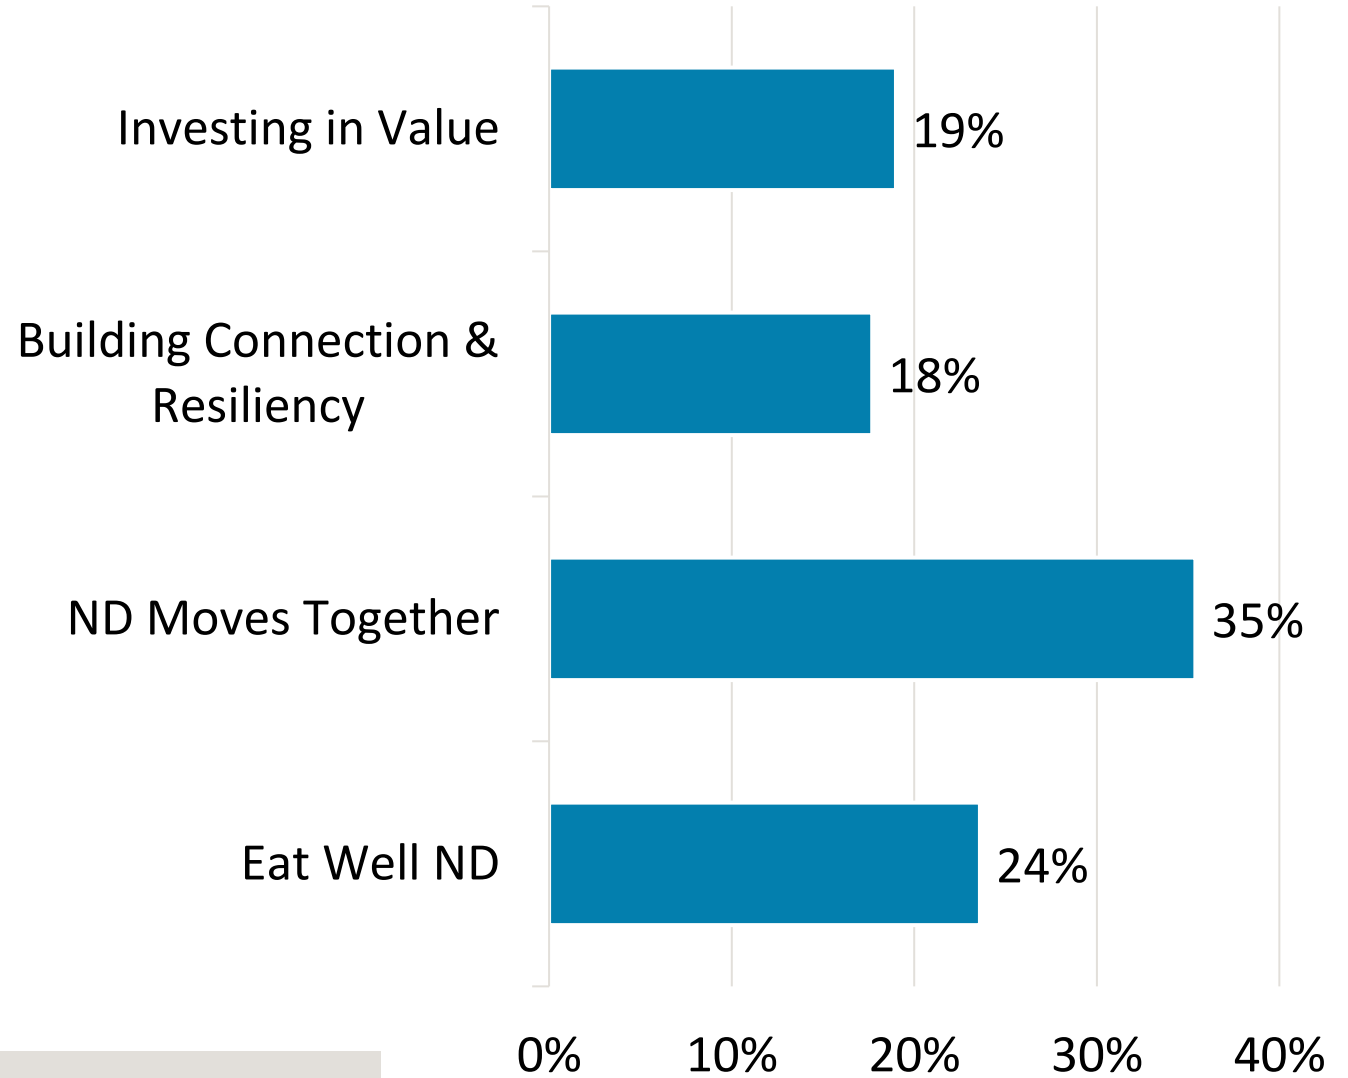 Investing in Value
19%
Building Connection &
Resiliency
18%
ND Moves Together
35%
Eat Well ND
24%
0% 10% 20% 30% 40%